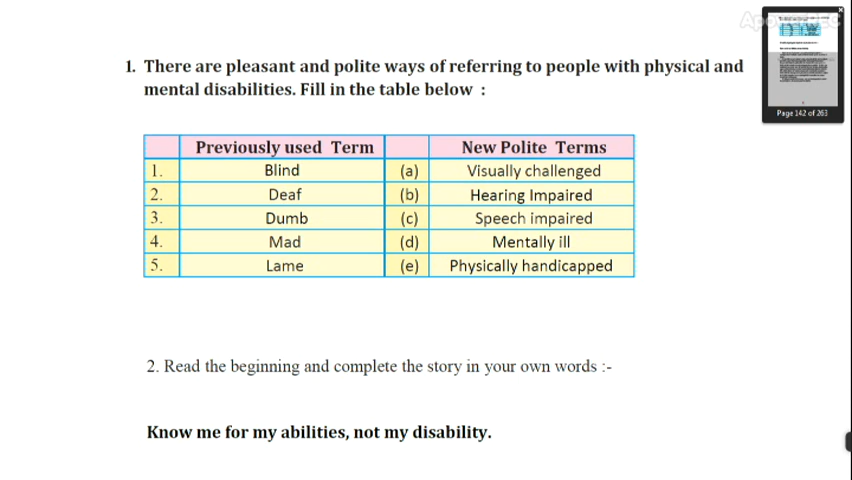 ApowerREC
1. There are pleasant and polite ways of referring to people with physical and
mental disabilities. Fill in the table below :
Previously used Term New Polite Terms
1. Blind (a) Visually challenged
2. Deaf (b) Hearing Impaired
3. Dumb (c) Speech impaired
4. Mad (d) Mentally ill
5. Lame (e) Physically handicapped
2. Read the beginning and complete the story in your own words :-
Know me for my abilities, not my disability.
Page 142 of 263